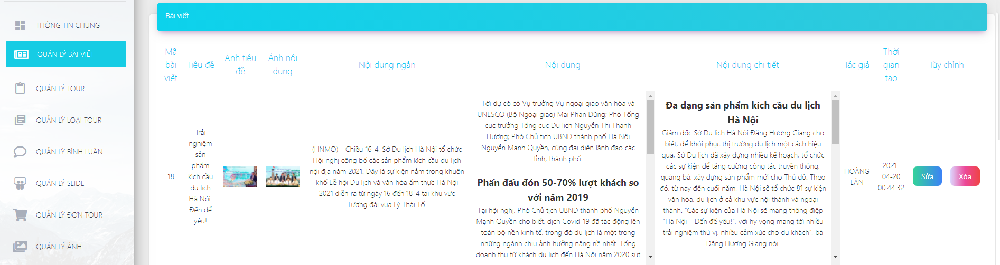 THÔNG TIN CHUNG
QUẢN LÝ BÀI VIẾT
QUẢN LÝ TOUR
QUẢN LÝ LOẠI TOUR
QUẢN LÝ BÌNH LUẬN
QUẢN LÝ SLIDE
QUẢN LÝ ĐƠN TOUR
QUẢN LÝ ẢNH
Bài viết
Mã
bài
viết
Tiêu đề
Ảnh tiêu
đề
Ảnh nội
dung
Nội dung ngắn
Nội dung
Nội dung chi tiết
Tác giả
Thời
gian
tạo
Tùy chỉnh
18
Trải
nghiệm
sản
phẩm
kích cầu
du lịch
Hà Nội:
Đến để
yêu!
(HNMO) - Chiều 16-4, Sở Du lịch Hà Nội tổ chức
Hội nghị công bố các sản phẩm kích cầu du lịch
nội địa năm 2021. Đây là sự kiện nằm trong khuôn
khổ Lễ hội Du lịch và văn hóa ẩm thực Hà Nội
2021 diễn ra từ ngày 16 đến 18-4 tại khu vực
Tượng đài vua Lý Thái Tổ.
Tới dự có có Vụ trưởng Vụ ngoại giao văn hóa và
UNESCO (Bộ Ngoại giao) Mai Phan Dũng; Phó Tổng
cục trưởng Tổng cục Du lịch Nguyễn Thị Thanh
Hương; Phó Chủ tịch UBND thành phố Hà Nội
Nguyễn Mạnh Quyền, cùng đại diện lãnh đạo các
tỉnh, thành phố.
Phấn đấu đón 50-70% lượt khách so
với năm 2019
Tại hội nghị, Phó Chủ tịch UBND thành phố Nguyễn
Mạnh Quyền cho biết, dịch Covid-19 đã tác động lên
toàn bộ nền kinh tế, trong đó du lịch là một trong
những ngành chịu ảnh hưởng nặng nề nhất. Tổng
doanh thu từ khách du lịch đến Hà Nội năm 2020 sụt
Đa dạng sản phẩm kích cầu du lịch
Hà Nội
Giám đốc Sở Du lịch Hà Nội Đặng Hương Giang cho
biết, để khôi phục thị trường du lịch một cách hiệu
quả, Sở Du lịch đã xây dựng nhiều kế hoạch, tổ chức
các sự kiện để tăng cường công tác truyền thông,
quảng bá, xây dựng sản phẩm mới cho Thủ đô. Theo
đó, từ nay đến cuối năm, Hà Nội sẽ tổ chức 81 sự kiện
văn hóa, du lịch ở cả khu vực nội thành và ngoại
thành. "Các sự kiện của Hà Nội sẽ mang thông điệp
"Hà Nội – Đến để yêu!", với hy vọng mang tới nhiều
trải nghiệm thú vị, nhiều cảm xúc cho du khách", bà
Đặng Hương Giang nói.
HOÀNG
LÂN
2021-
04-20
00:44:32
Sửa
Xóa